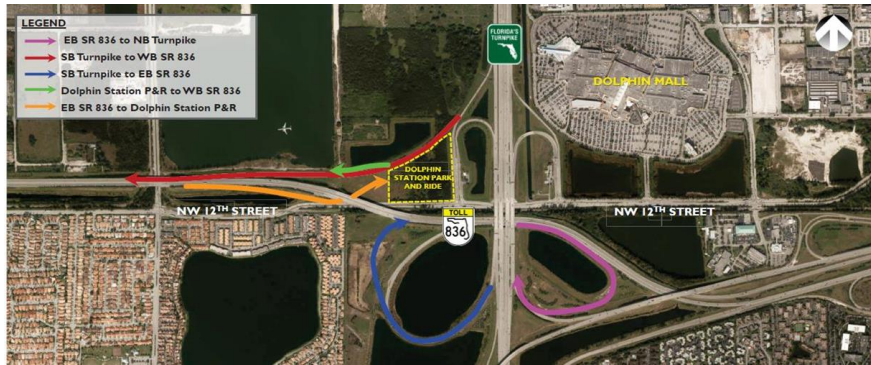 LEGEND
EB SR 836 to NB Turnpike
SB Turnpike to WB SR 836
SB Turnpike to EB SR 836
Dolphin Station P&R to WB SR 836
EB SR 836 to Dolphin Station P&R
FLORIDA'S
TURNPIKE
DOLPHIN MALL
DOLPHIN
STATION PARK
AND RIDE
NW 12TH STREET
TOLL
836
NW 12TH STREET